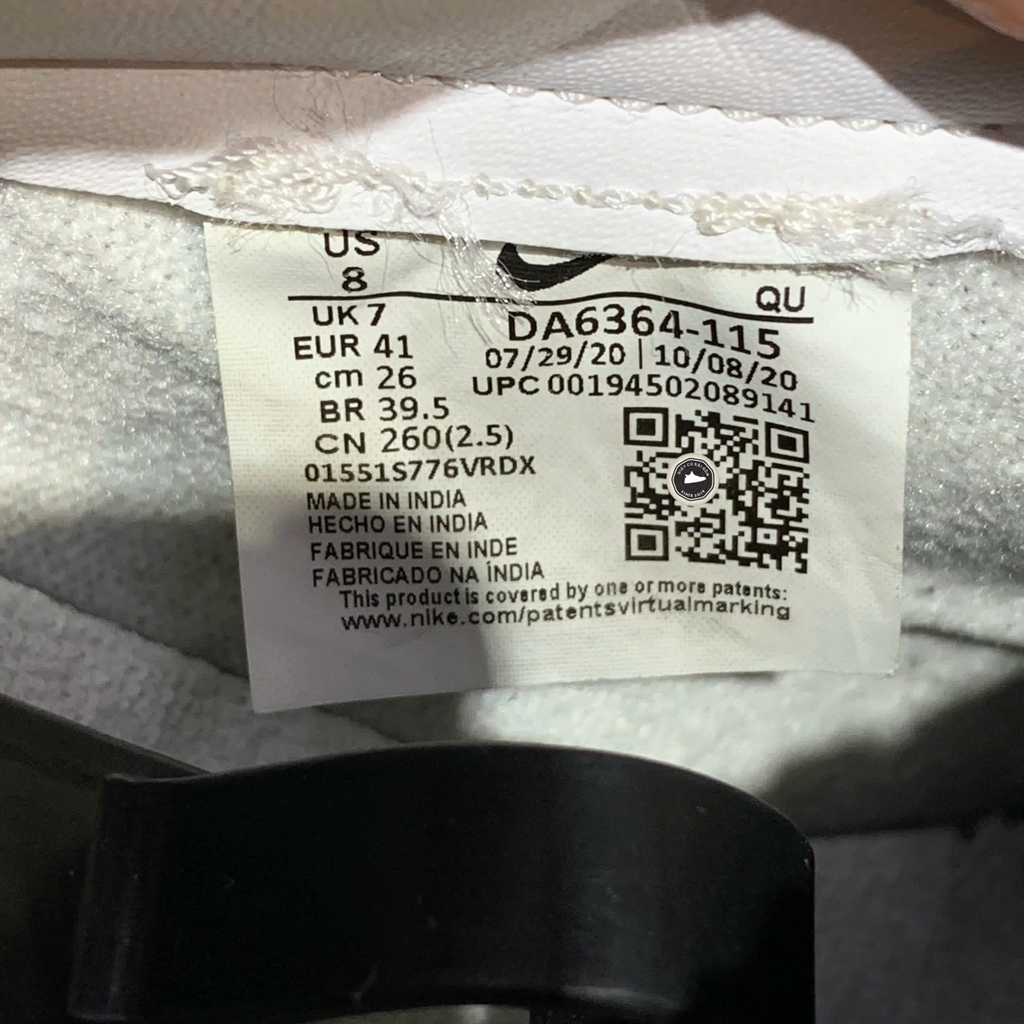 US
8
UK 7
EUR 41
cm 26
BR 39.5
CN 260(2.5)
01551S776VRDX
MADE IN INDIA
HECHO EN INDIA
FABRIQUE EN INDE
FABRICADO NA ÍNDIA
QU
DA6364-115
07/29/20 | 10/08/20
UPC 00194502089141
This product is covered by one or more patents:
www.nike.com/patentsvirtualmarking